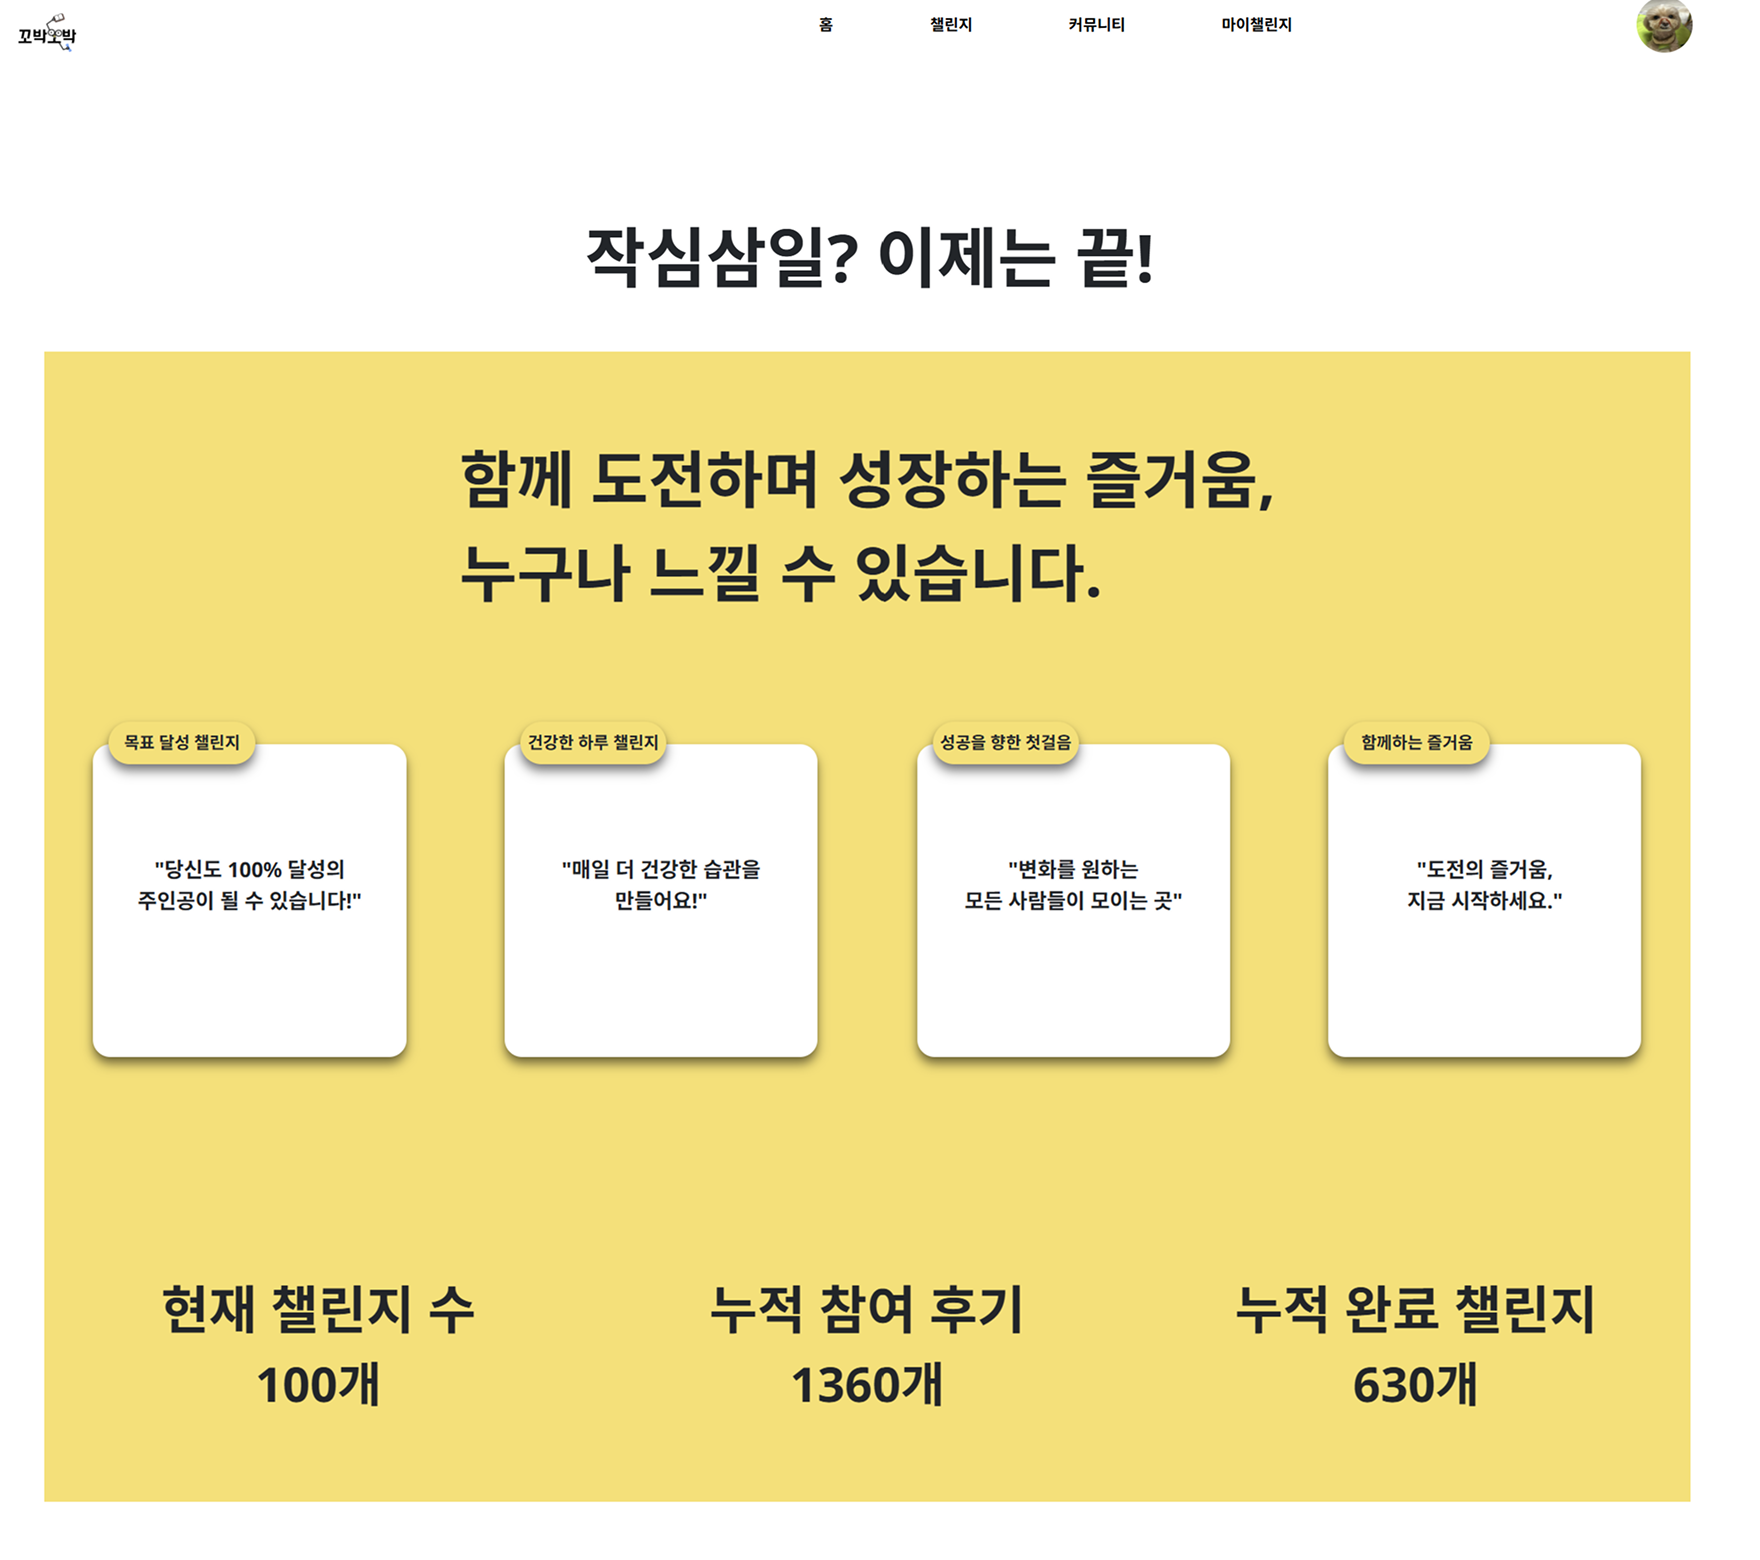 꼬박꼬박
홈 챌린지 커뮤니티 마이챌린지
작심삼일? 이제는 끝!
함께 도전하며 성장하는 즐거움,
누구나 느낄 수 있습니다.
목표 달성 챌린지
"당신도 100% 달성의
주인공이 될 수 있습니다!"
건강한 하루 챌린지
"매일 더 건강한 습관을
만들어요!"
성공을 향한 첫걸음
"변화를 원하는
모든 사람들이 모이는 곳"
함께하는 즐거움
"도전의 즐거움,
지금 시작하세요."
현재 챌린지 수
100개
누적 참여 후기
1360개
누적 완료 챌린지
630개